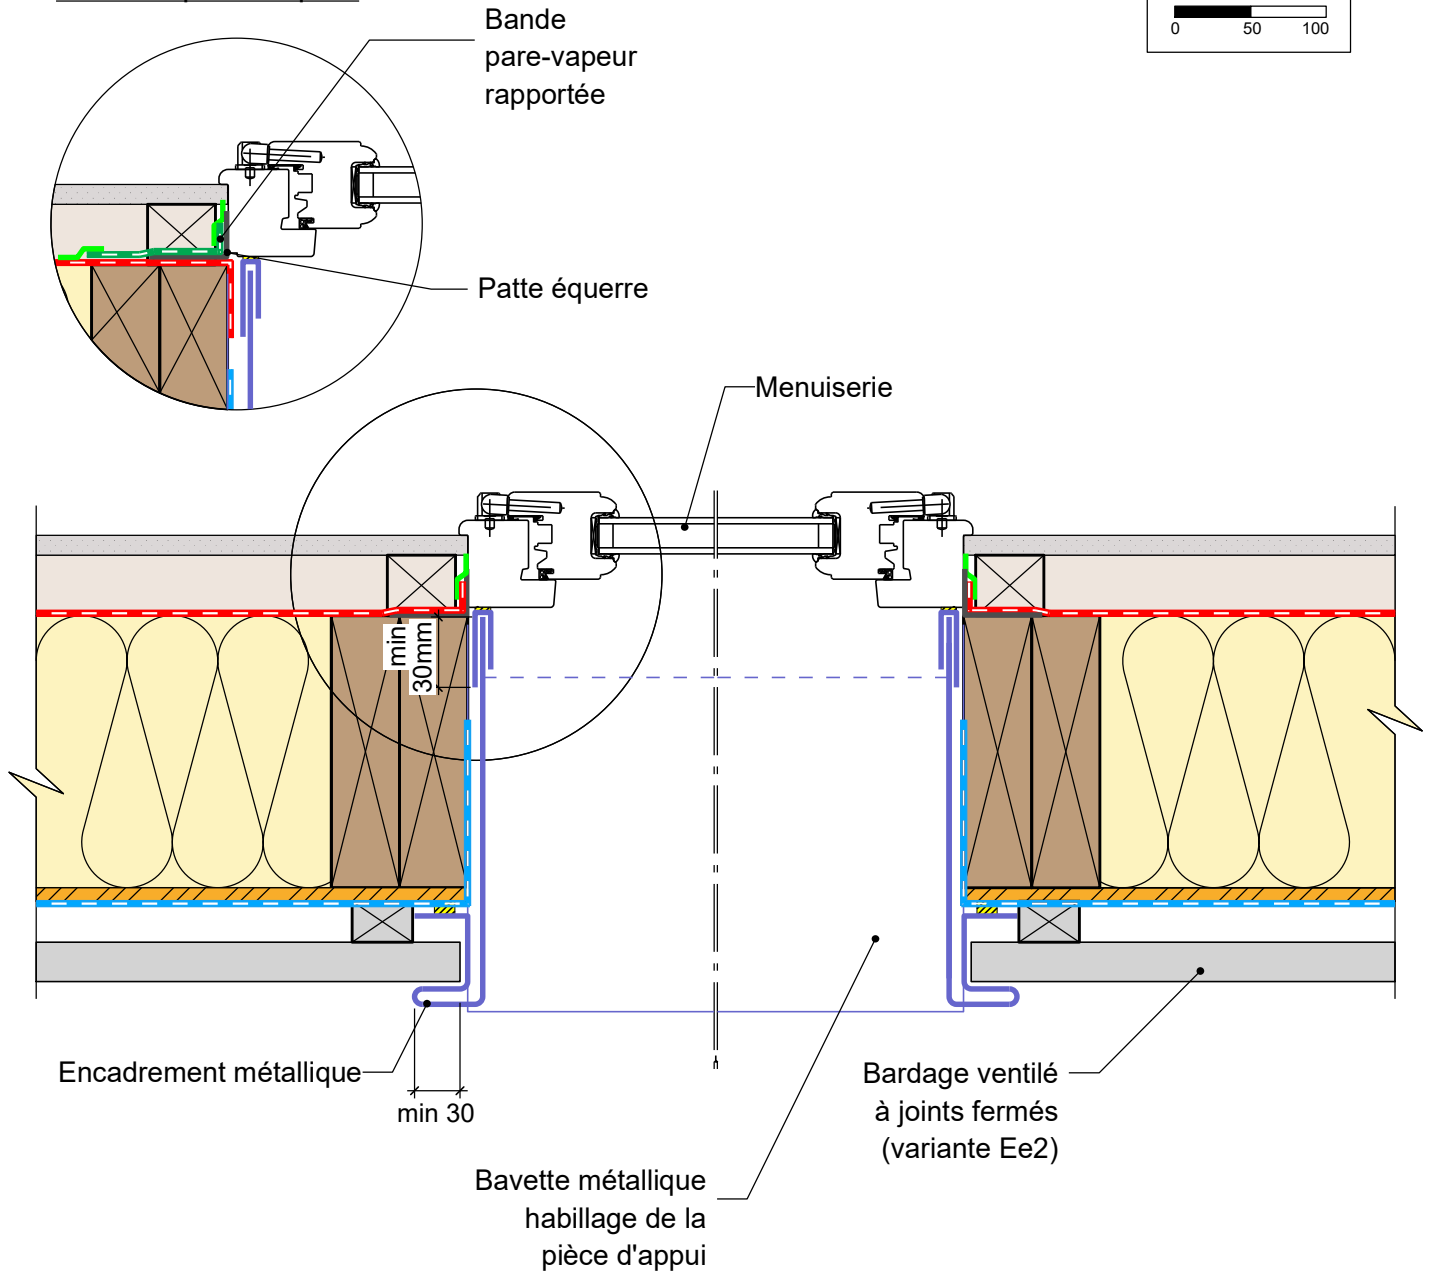 Bande
pare-vapeur
rapportée
0 50 100
Patte équerre
Menuiserie
min
30mm
Encadrement métallique
min 30
Bardage ventilé
à joints fermés
(variante Ee2)
Bavette métallique
habillage de la
pièce d'appui